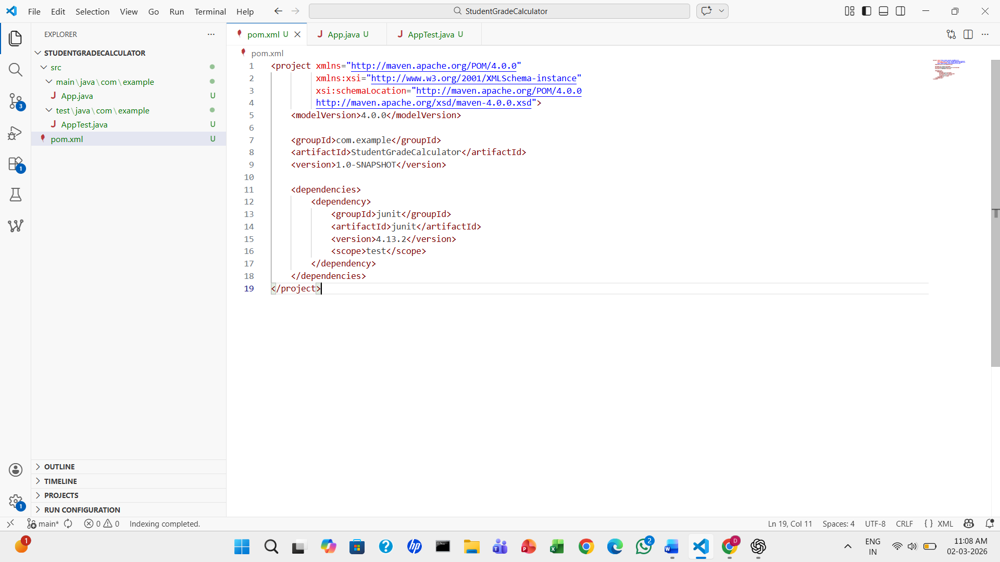 File Edit Selection View Go Run Terminal Help
StudentGradeCalculator
EXPLORER
STUDENTGRADECALCULATOR
src
main\java\com\example
App.java U
test\java\com\example
AppTest.java U
pom.xml U
3
1
OUTLINE
TIMELINE
PROJECTS
RUN CONFIGURATION
1
pom.xml U
App.java U
AppTest.java U
pom.xml
1 <project xmlns="http://maven.apache.org/POM/4.0.0"
2 xmlns:xsi="http://www.w3.org/2001/XMLSchema-instance"
3 xsi:schemaLocation="http://maven.apache.org/POM/4.0.0
4 http://maven.apache.org/xsd/maven-4.0.0.xsd">
5 <modelVersion>4.0.0</modelVersion>
6
7 <groupId>com.example</groupId>
8 <artifactId>StudentGradeCalculator</artifactId>
9 <version>1.0-SNAPSHOT</version>
10
11 <dependencies>
12 <dependency>
13 <groupId>junit</groupId>
14 <artifactId>junit</artifactId>
15 <version>4.13.2</version>
16 <scope>test</scope>
17 </dependency>
18 </dependencies>
19 </project>
main* 0 0 Indexing completed.
Ln 19, Col 11 Spaces: 4 UTF-8 CRLF {} XML
1
2
D
ENG
IN
11:08 AM
02-03-2026